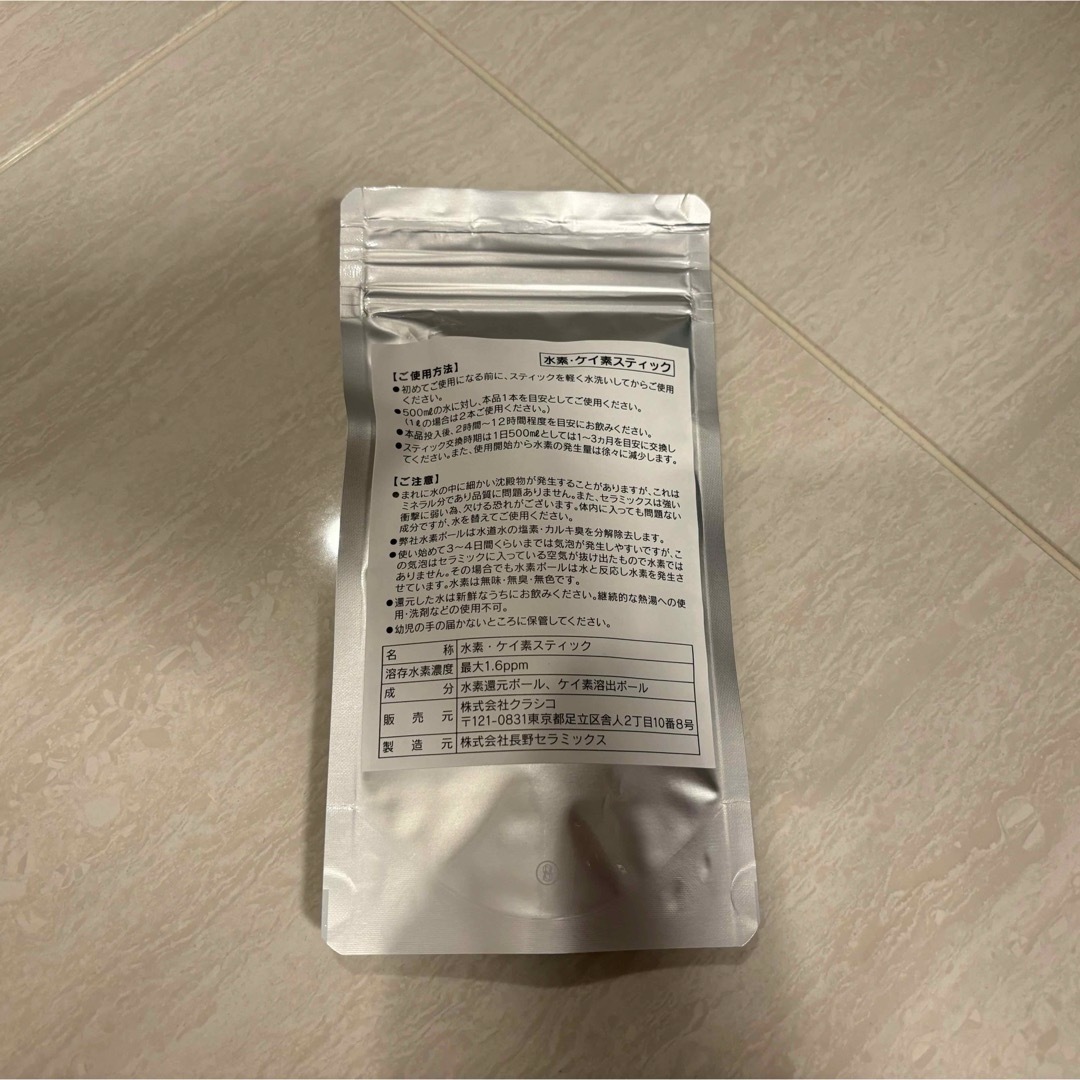 水素・ケイ素スティック
【ご使用方法】
●初めてご使用になる前に、スティックを軽く水洗いしてからご使用
ください。
●500㎖の水に対し、本品1本を目安としてご使用ください。
(1ℓの場合は2本ご使用ください。)
●本品投入後、2時間〜12時間程度を目安にお飲みください。
●スティック交換時期は1日500㎖としては1〜3ヵ月を目安に交換し
てください。また、使用開始から水素の発生量は徐々に減少します。
【ご注意】
●まれに水の中に細かい沈殿物が発生することがありますが、これは
ミネラル分であり品質に問題ありません。また、セラミックスは強い
衝撃に弱い為、欠ける恐れがございます。体内に入っても問題ない
成分ですが、水を替えてご使用ください。
●弊社水素ボールは水道水の塩素・カルキ臭を分解除去します。
●使い始めて3〜4日間くらいまでは気泡が発生しやすいですが、こ
の気泡はセラミックに入っている空気が抜け出たもので水素では
ありません。その場合でも水素ボールは水と反応し水素を発生さ
せています。水素は無味・無臭・無色です。
●還元した水は新鮮なうちにお飲みください。継続的な熱湯への使
用・洗剤などの使用不可。
●幼児の手の届かないところに保管してください。
名称 水素・ケイ素スティック
溶存水素濃度 最大1.6ppm
成分 水素還元ボール、ケイ素溶出ボール
販売元 株式会社クラシコ
〒121-0831東京都足立区舎人2丁目10番8号
製造元 株式会社長野セラミックス